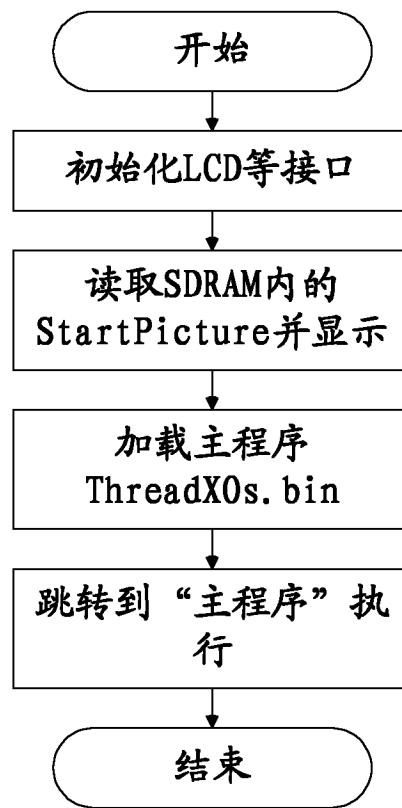 开始
初始化LCD等接口
读取SDRAM内的
StartPicture并显示
加载主程序
ThreadXOs.bin
跳转到“主程序”执
行
结束